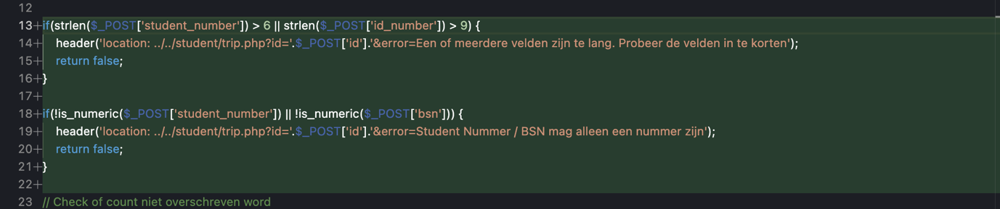 12
13+if(strlen($_POST['student_number']) > 6 || strlen($_POST['id_number']) > 9) {
14+    header('location: ../../student/trip.php?id='.$_POST['id'].'&error=Een of meerdere velden zijn te lang. Probeer de velden in te korten');
15+    return false;
16+}
17+
18+if(!is_numeric($_POST['student_number']) || !is_numeric($_POST['bsn'])) {
19+    header('location: ../../student/trip.php?id='.$_POST['id'].'&error=Student Nummer / BSN mag alleen een nummer zijn');
20+    return false;
21+}
22+
23 // Check of count niet overschreven word